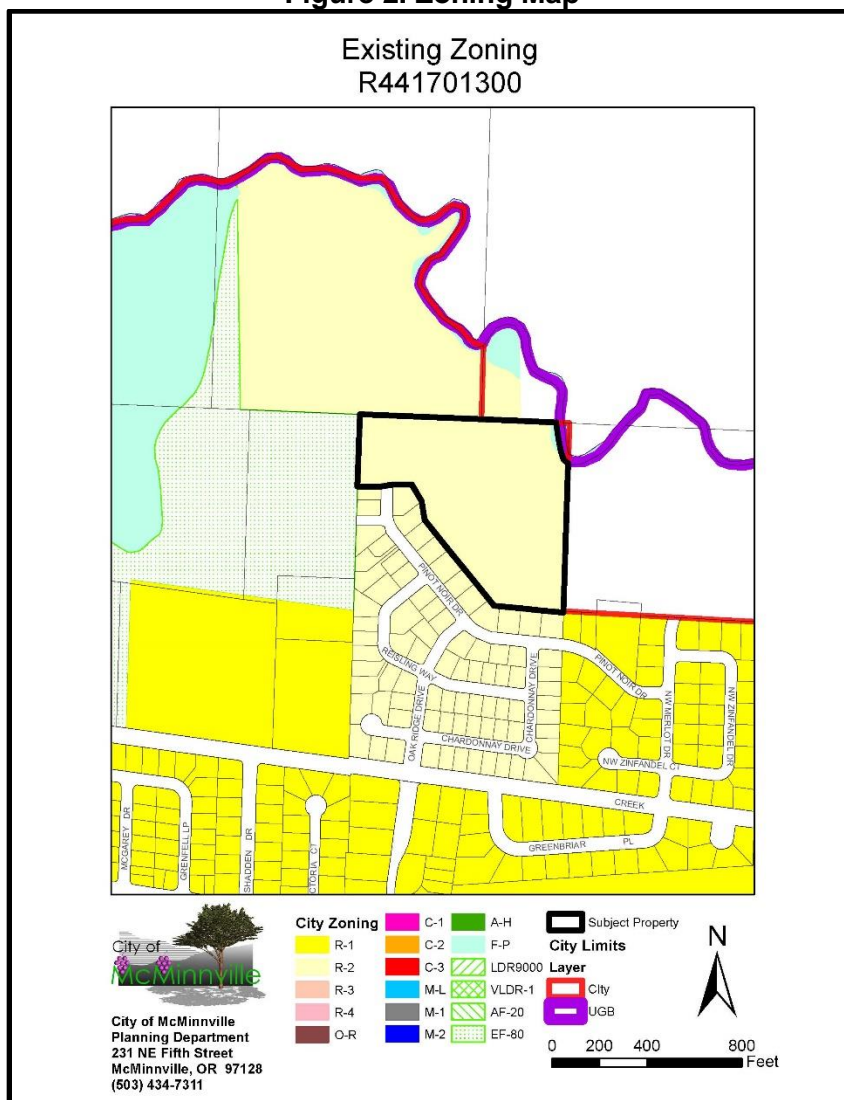 Figure 2. Zoning Map
Existing Zoning
R441701300
PINOT NOIR DR
REISLING WAY
OAK RIDGE DRIVE
CHARDONNAY DRIVE
CHARDONNAY DRIVE
PINOT NOIR DR
NW MERLOT DR
NW ZINFANDEL DR
NW ZINFANDEL CT
CREEK
GREENBRIAR PL
MCGAREY DR
GRENFELL LP
SHADDEN DR
CTORIA CT
City of
McMinnville
City of McMinnville
Planning Department
231 NE Fifth Street
McMinnville, OR 97128
(503) 434-7311
City Zoning
R-1
R-2
R-3
R-4
O-R
C-1
C-2
C-3
M-L
M-1
M-2
A-H
F-P
LDR9000
VLDR-1
AF-20
EF-80
Subject Property
City Limits
Layer
City
UGB
N
0 200 400 800
Feet